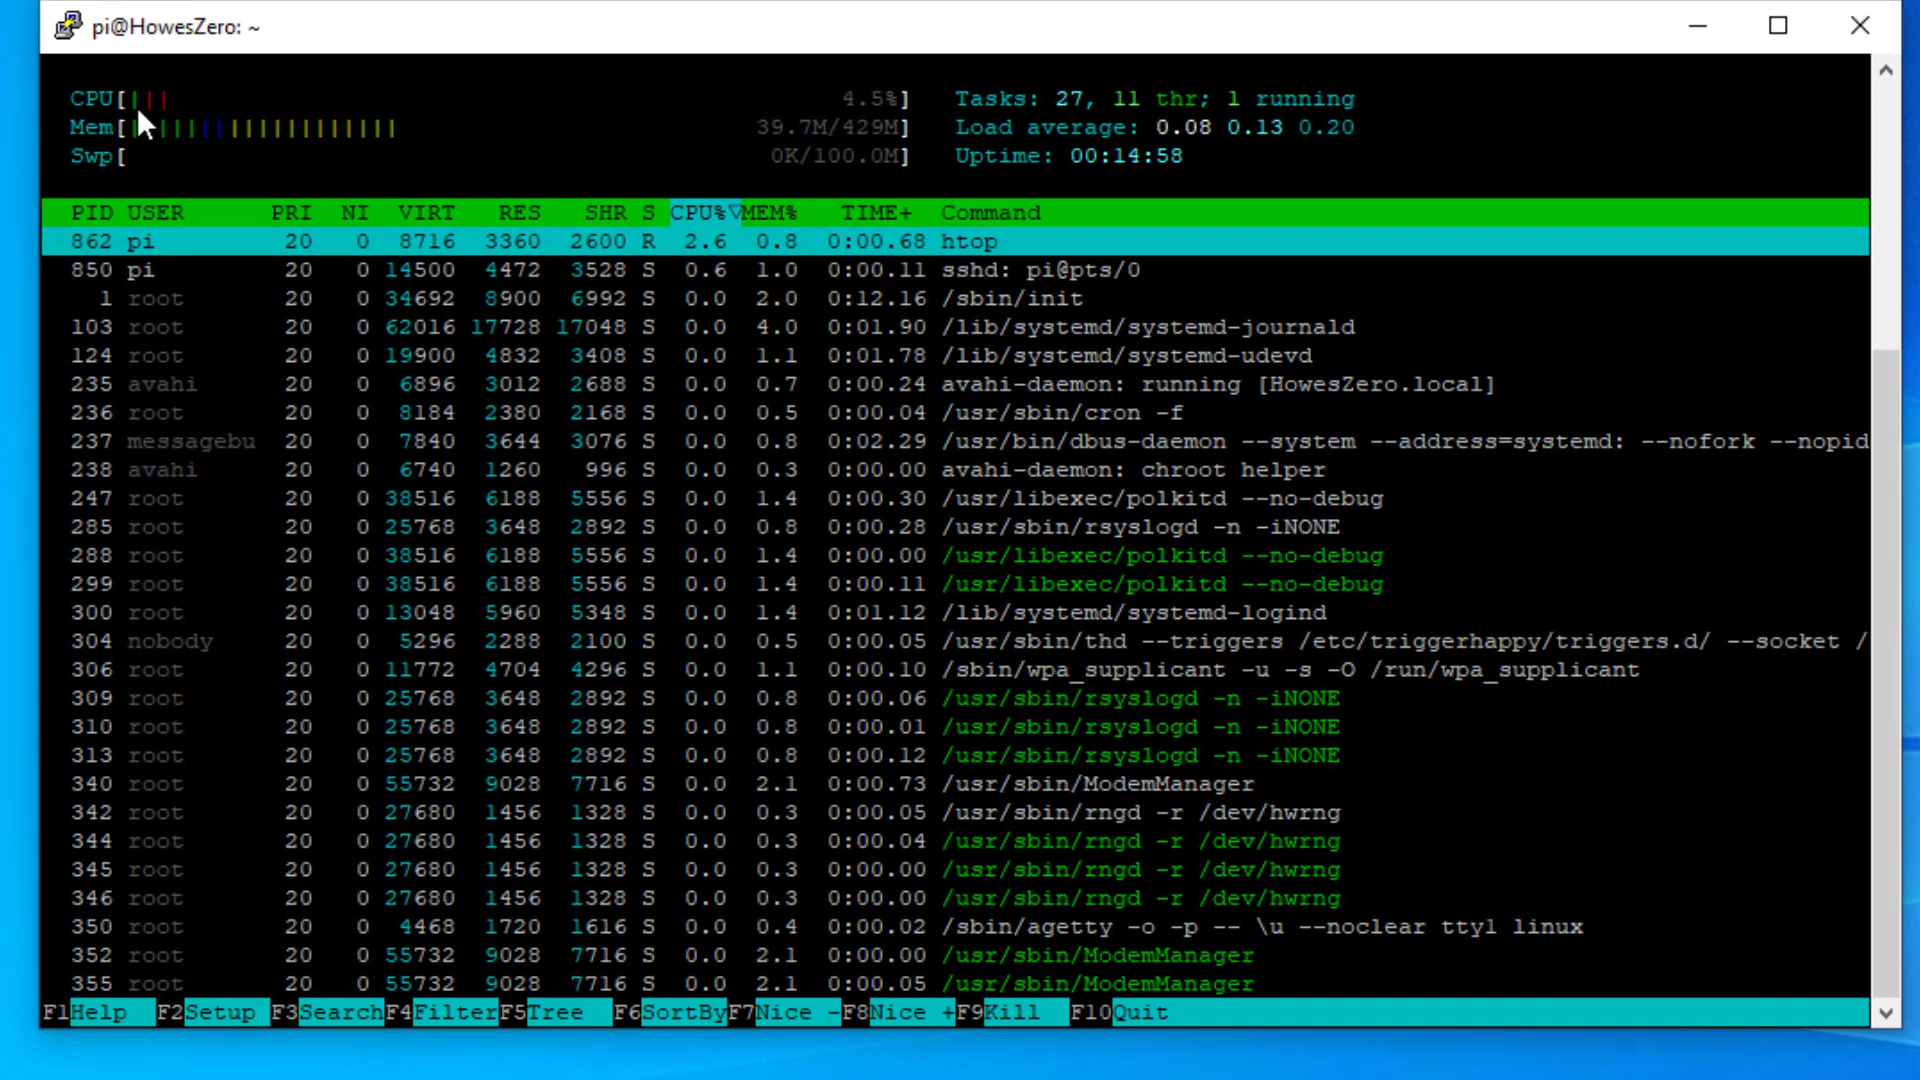 pi@HowesZero: ~
CPU[||| 4.5%] Tasks: 27, 11 thr; 1 running
Mem[|||||||||||||||||| 39.7M/429M] Load average: 0.08 0.13 0.20
Swp[ 0K/100.0M] Uptime: 00:14:58
PID USER PRI NI VIRT RES SHR S CPU%▽MEM% TIME+ Command
862 pi 20 0 8716 3360 2600 R 2.6 0.8 0:00.68 htop
850 pi 20 0 14500 4472 3528 S 0.6 1.0 0:00.11 sshd: pi@pts/0
1 root 20 0 34692 8900 6992 S 0.0 2.0 0:12.16 /sbin/init
103 root 20 0 62016 17728 17048 S 0.0 4.0 0:01.90 /lib/systemd/systemd-journald
124 root 20 0 19900 4832 3408 S 0.0 1.1 0:01.78 /lib/systemd/systemd-udevd
235 avahi 20 0 6896 3012 2688 S 0.0 0.7 0:00.24 avahi-daemon: running [HowesZero.local]
236 root 20 0 8184 2380 2168 S 0.0 0.5 0:00.04 /usr/sbin/cron -f
237 messagebu 20 0 7840 3644 3076 S 0.0 0.8 0:02.29 /usr/bin/dbus-daemon --system --address=systemd: --nofork --nopid
238 avahi 20 0 6740 1260 996 S 0.0 0.3 0:00.00 avahi-daemon: chroot helper
247 root 20 0 38516 6188 5556 S 0.0 1.4 0:00.30 /usr/libexec/polkitd --no-debug
285 root 20 0 25768 3648 2892 S 0.0 0.8 0:00.28 /usr/sbin/rsyslogd -n -iNONE
288 root 20 0 38516 6188 5556 S 0.0 1.4 0:00.00 /usr/libexec/polkitd --no-debug
299 root 20 0 38516 6188 5556 S 0.0 1.4 0:00.11 /usr/libexec/polkitd --no-debug
300 root 20 0 13048 5960 5348 S 0.0 1.4 0:01.12 /lib/systemd/systemd-logind
304 nobody 20 0 5296 2288 2100 S 0.0 0.5 0:00.05 /usr/sbin/thd --triggers /etc/triggerhappy/triggers.d/ --socket /
306 root 20 0 11772 4704 4296 S 0.0 1.1 0:00.10 /sbin/wpa_supplicant -u -s -O /run/wpa_supplicant
309 root 20 0 25768 3648 2892 S 0.0 0.8 0:00.06 /usr/sbin/rsyslogd -n -iNONE
310 root 20 0 25768 3648 2892 S 0.0 0.8 0:00.01 /usr/sbin/rsyslogd -n -iNONE
313 root 20 0 25768 3648 2892 S 0.0 0.8 0:00.12 /usr/sbin/rsyslogd -n -iNONE
340 root 20 0 55732 9028 7716 S 0.0 2.1 0:00.73 /usr/sbin/ModemManager
342 root 20 0 27680 1456 1328 S 0.0 0.3 0:00.05 /usr/sbin/rngd -r /dev/hwrng
344 root 20 0 27680 1456 1328 S 0.0 0.3 0:00.04 /usr/sbin/rngd -r /dev/hwrng
345 root 20 0 27680 1456 1328 S 0.0 0.3 0:00.00 /usr/sbin/rngd -r /dev/hwrng
346 root 20 0 27680 1456 1328 S 0.0 0.3 0:00.00 /usr/sbin/rngd -r /dev/hwrng
350 root 20 0 4468 1720 1616 S 0.0 0.4 0:00.02 /sbin/agetty -o -p -- \u --noclear tty1 linux
352 root 20 0 55732 9028 7716 S 0.0 2.1 0:00.00 /usr/sbin/ModemManager
355 root 20 0 55732 9028 7716 S 0.0 2.1 0:00.05 /usr/sbin/ModemManager
F1Help F2Setup F3SearchF4FilterF5Tree F6SortByF7Nice -F8Nice +F9Kill F10Quit